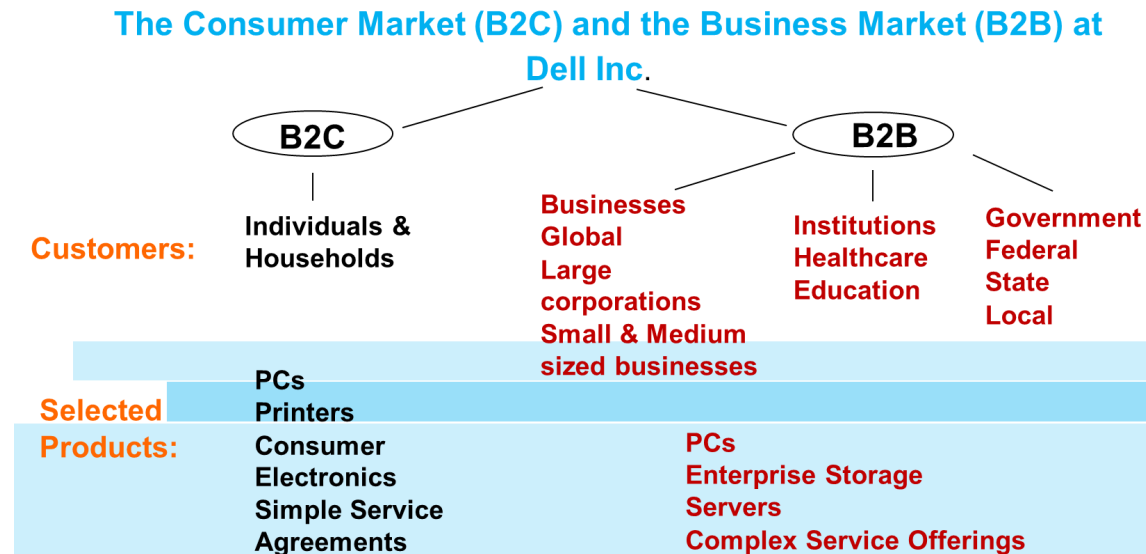 The Consumer Market (B2C) and the Business Market (B2B) at
Dell Inc.
B2C
B2B
Customers:
Individuals &
Households
Businesses
Global
Large
corporations
Small & Medium
sized businesses
Institutions
Healthcare
Education
Government
Federal
State
Local
Selected
Products:
PCs
Printers
Consumer
Electronics
Simple Service
Agreements
PCs
Enterprise Storage
Servers
Complex Service Offerings